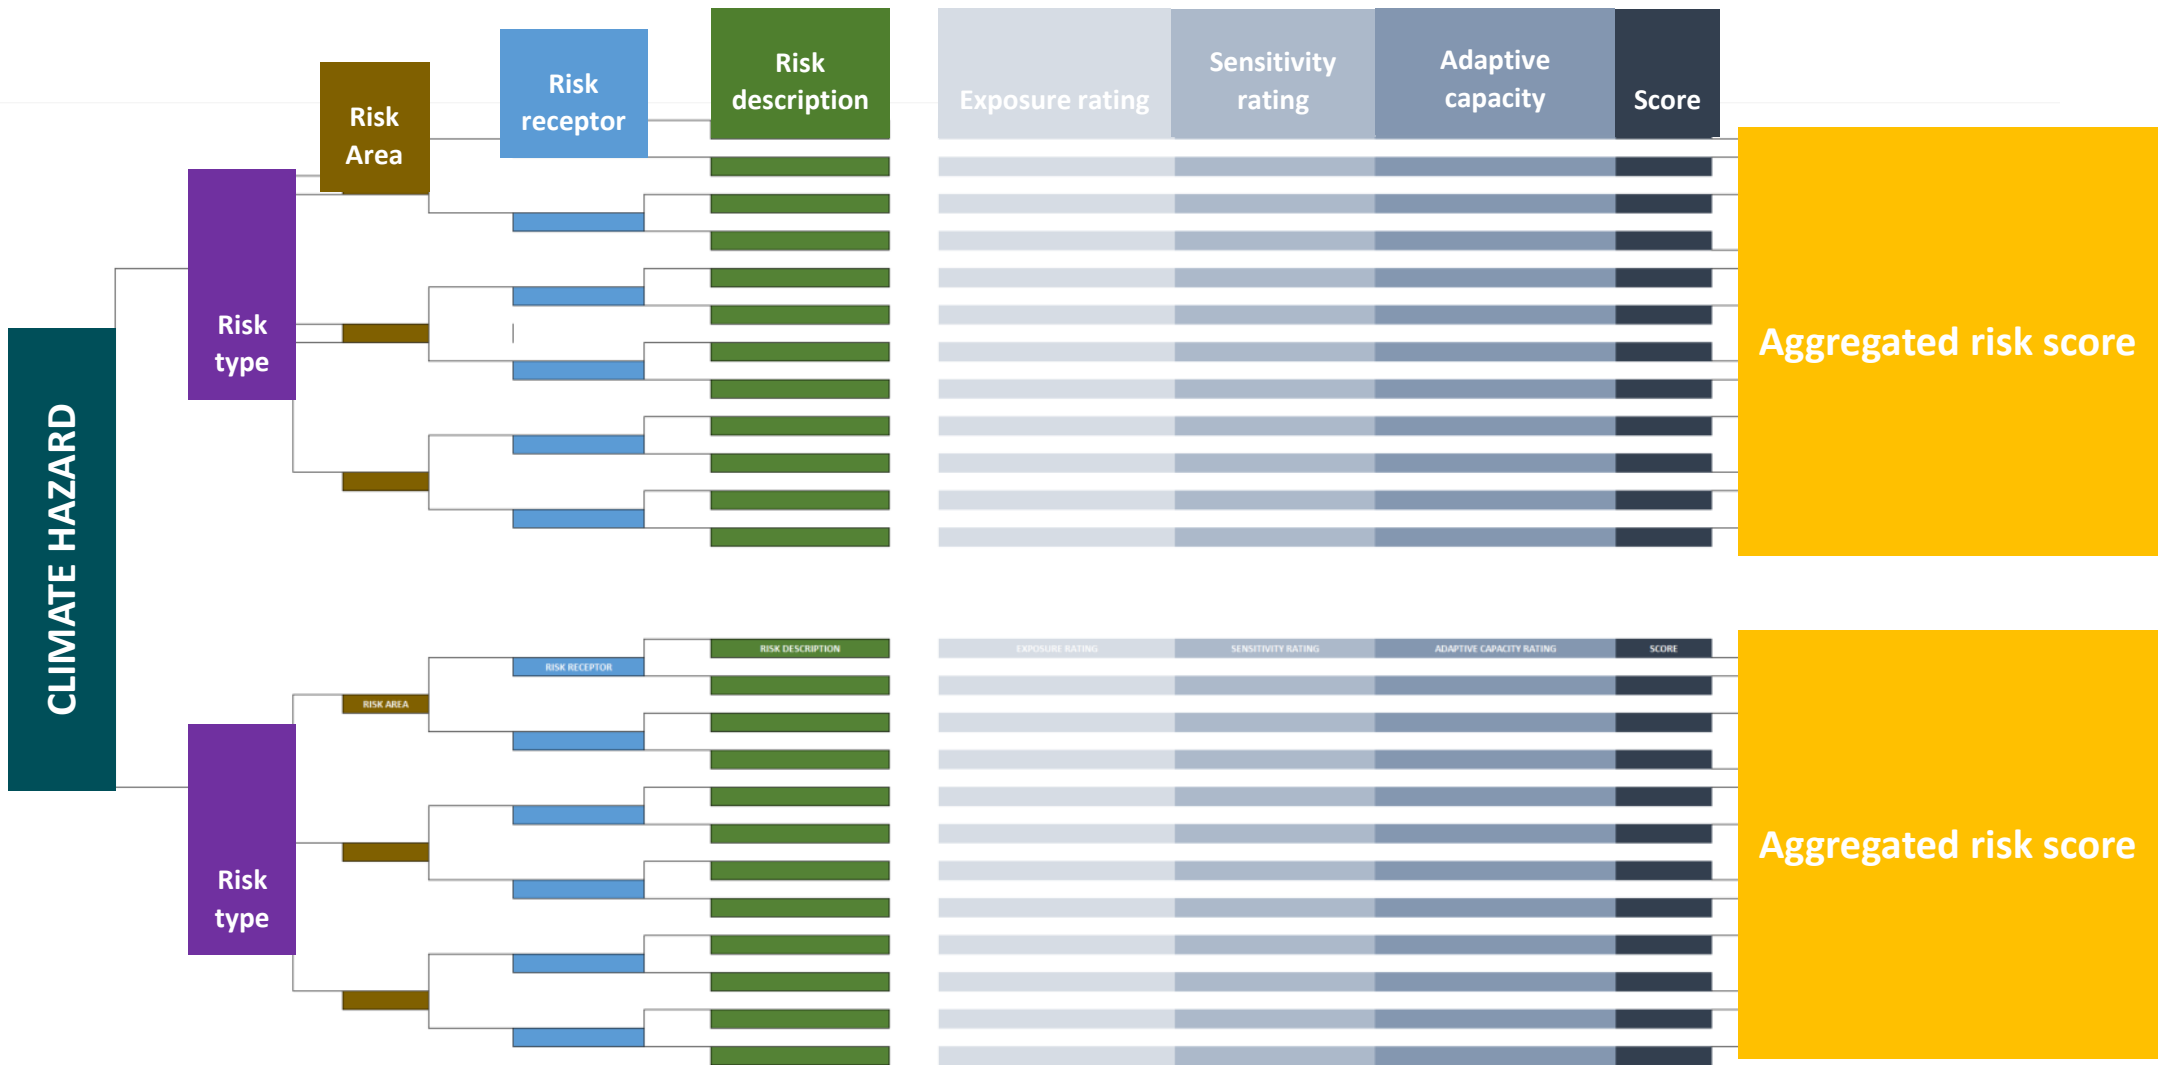 Risk
description
Exposure rating
Sensitivity
rating
Adaptive
capacity
Score
Risk
receptor
Risk
Area
Risk
type
Aggregated risk score
CLIMATE HAZARD
RISK DESCRIPTION
EXPOSURE RATING
SENSITIVITY RATING
ADAPTIVE CAPACITY RATING
SCORE
RISK RECEPTOR
RISK AREA
Risk
type
Aggregated risk score